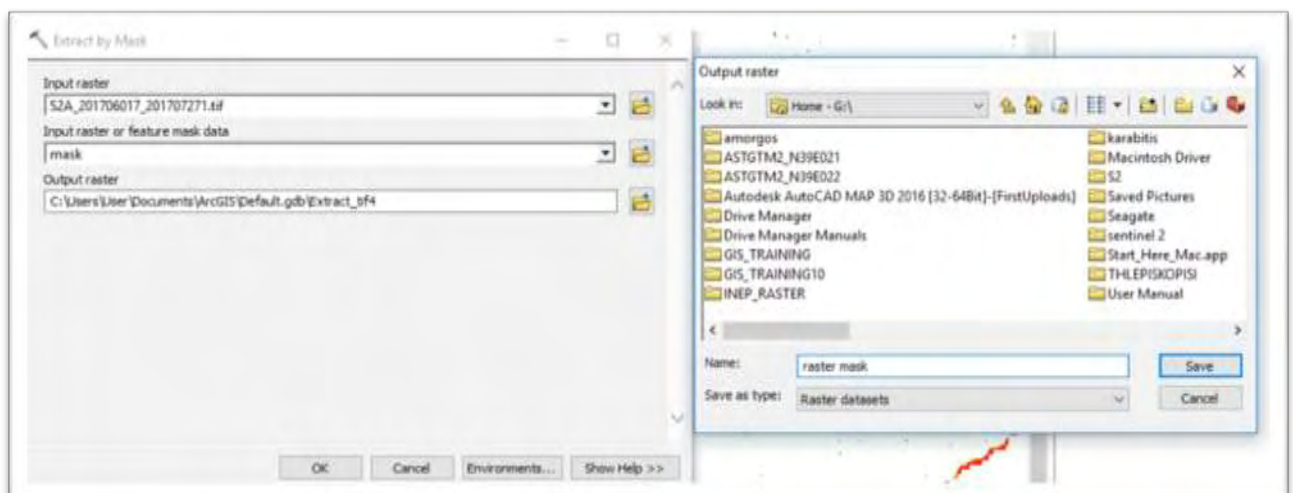 Extract by Mask
Input raster
S2A_201706017_201707271.tif
Input raster or feature mask data
mask
Output raster
C:\Users\User\Documents\ArcGIS\Default.gdb\Extract_tif4
OK Cancel Environments... Show Help >>
Output raster
Look in: Home - G:\
amorgos
ASTGTM2_N39E021
ASTGTM2_N39E022
Autodesk AutoCAD MAP 3D 2016 [32-64Bit]-[FirstUploads]
Drive Manager
Drive Manager Manuals
GIS_TRAINING
GIS_TRAINING10
INEP_RASTER
karabitis
Macintosh Driver
S2
Saved Pictures
Seagate
sentinel 2
Start_Here_Mac.app
THLEPISKOPISI
User Manual
Name: raster mask Save
Save as type: Raster datasets Cancel